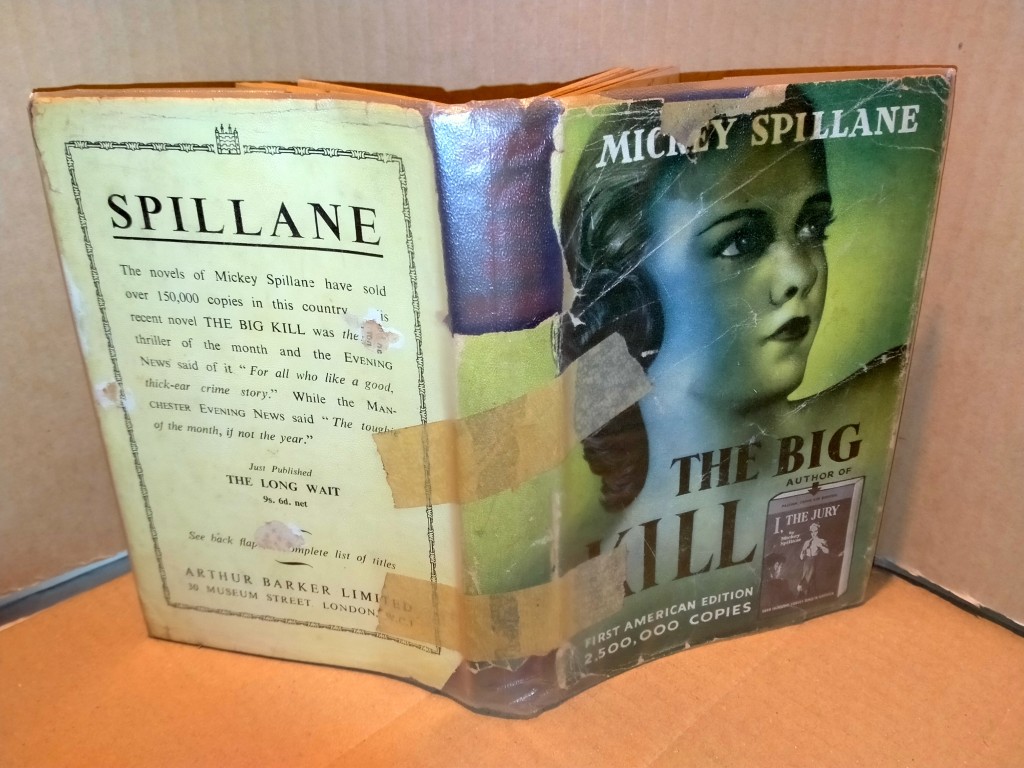 SPILLANE
The novels of Mickey Spillane have sold
over 150,000 copies in this country
recent novel THE BIG KILL was the
thriller of the month and the EVENING
NEWS said of it "For all who like a good,
thick-ear crime story." While the MAN-
CHESTER EVENING NEWS said "The
of the month, if not the year."
Just Published
THE LONG WAIT
9s. 6d. net
See back complete list of titles
ARTHUR BARKER LIMITED
30 MUSEUM STREET LONDON,
MICKEY SPILLANE
THE BIG
KILL
AUTHOR OF
I, THE JURY
by
Mickey
Spillane
FIRST AMERICAN EDITION
2,500,000 COPIES